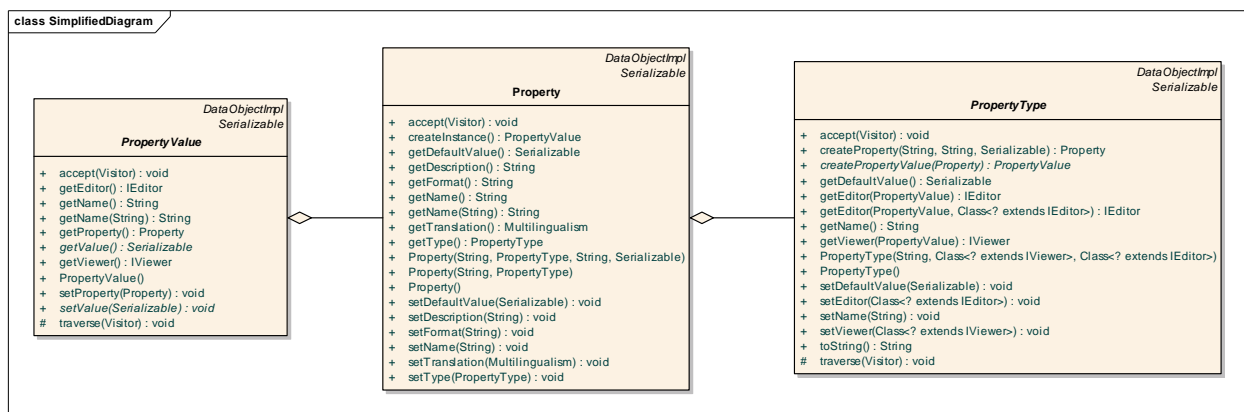 class SimplifiedDiagram
DataObjectImpl
Serializable
PropertyValue
+ accept(Visitor) : void
+ getEditor() : IEditor
+ getName() : String
+ getName(String) : String
+ getProperty() : Property
+ getValue() : Serializable
+ getViewer() : IViewer
+ PropertyValue()
+ setProperty(Property) : void
+ setValue(Serializable) : void
# traverse(Visitor) : void
DataObjectImpl
Serializable
Property
+ accept(Visitor) : void
+ createInstance() : PropertyValue
+ getDefaultValue() : Serializable
+ getDescription() : String
+ getFormat() : String
+ getName() : String
+ getName(String) : String
+ getTranslation() : Multilingualism
+ getType() : PropertyType
+ Property(String, PropertyType, String, Serializable)
+ Property(String, PropertyType)
+ Property()
+ setDefaultValue(Serializable) : void
+ setDescription(String) : void
+ setFormat(String) : void
+ setName(String) : void
+ setTranslation(Multilingualism) : void
+ setType(PropertyType) : void
DataObjectImpl
Serializable
PropertyType
+ accept(Visitor) : void
+ createProperty(String, String, Serializable) : Property
+ createPropertyValue(Property) : PropertyValue
+ getDefaultValue() : Serializable
+ getEditor(PropertyValue) : IEditor
+ getEditor(PropertyValue, Class<? extends IEditor>) : IEditor
+ getName() : String
+ getViewer(PropertyValue) : IViewer
+ PropertyType(String, Class<? extends IViewer>, Class<? extends IEditor>)
+ PropertyType()
+ setDefaultValue(Serializable) : void
+ setEditor(Class<? extends IEditor>) : void
+ setName(String) : void
+ setViewer(Class<? extends IViewer>) : void
+ toString() : String
# traverse(Visitor) : void